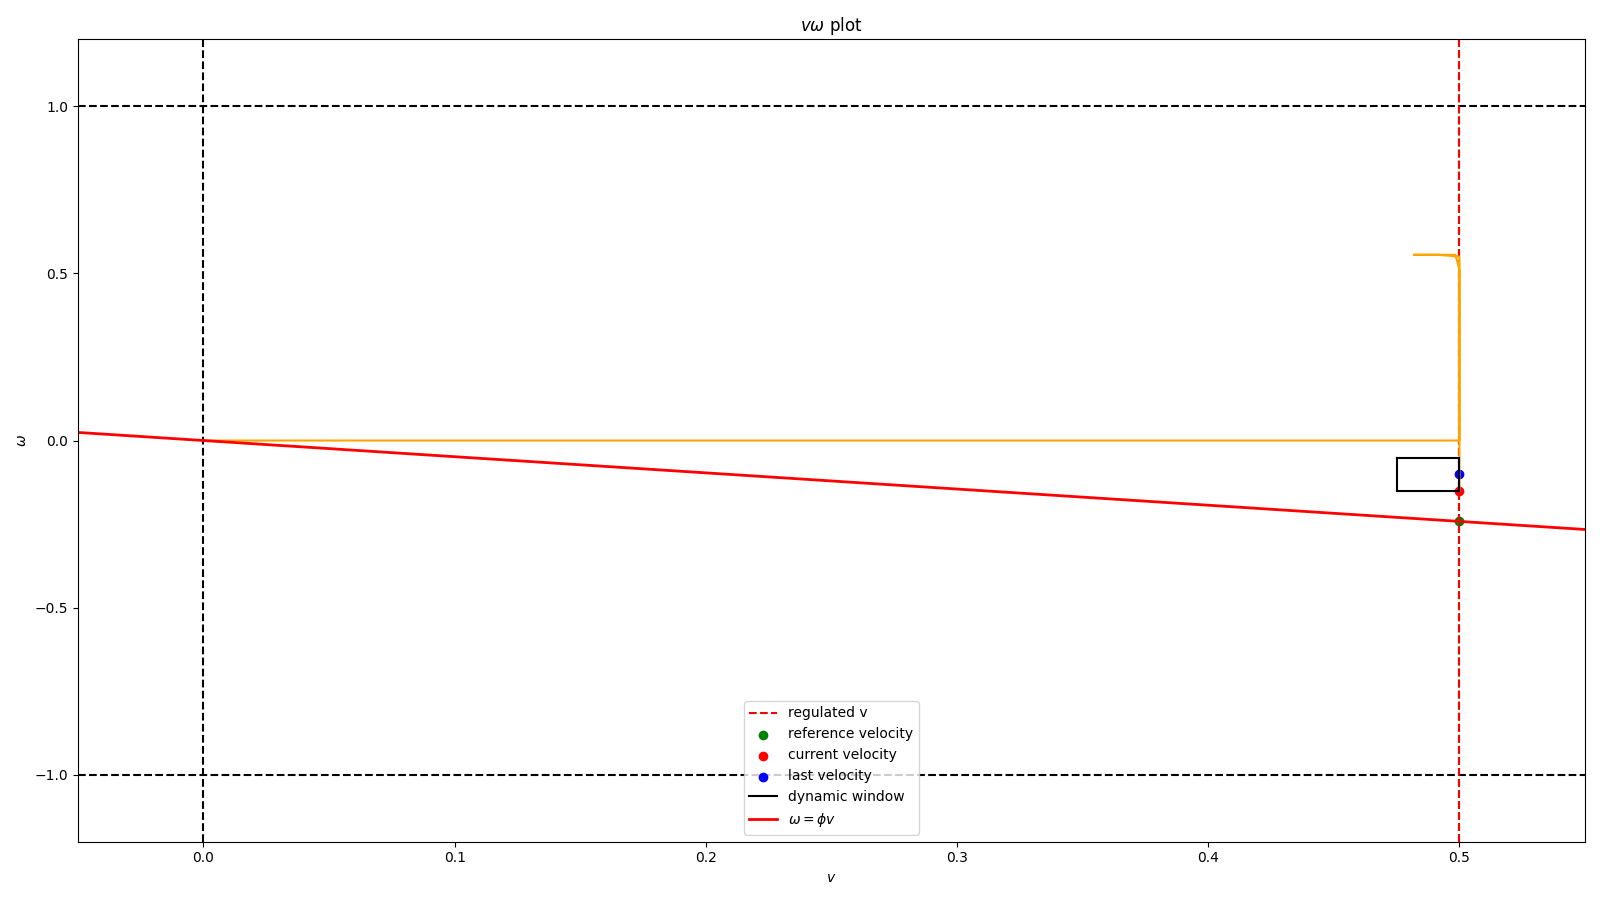 vω plot
ω
1.0
0.5
0.0
−0.5
−1.0
0.0 0.1 0.2 0.3 0.4 0.5
v
regulated v
reference velocity
current velocity
last velocity
dynamic window
ω = ϕv